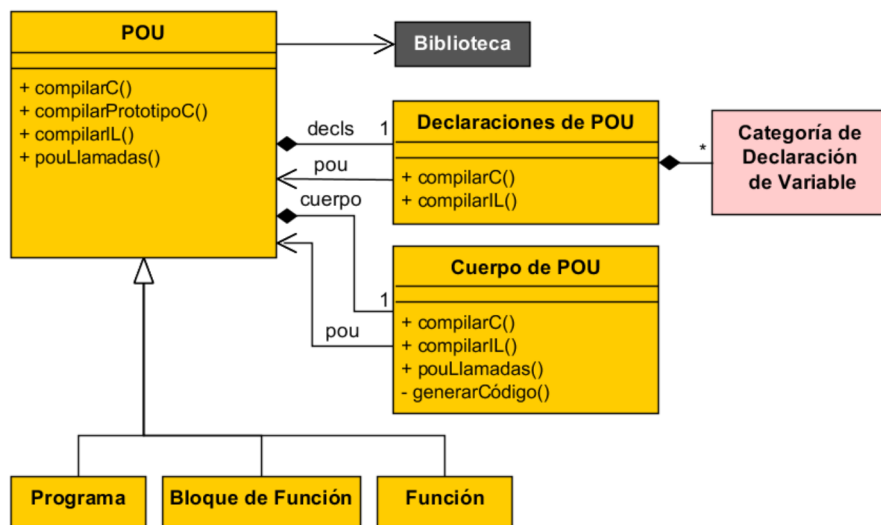 POU
+ compilarC()
+ compilarPrototipoC()
+ compilarIL()
+ pouLlamadas()
Biblioteca
decls
1
pou
cuerpo
1
pou
Declaraciones de POU
+ compilarC()
+ compilarIL()
*
Categoría de
Declaración
de Variable
Cuerpo de POU
+ compilarC()
+ compilarIL()
+ pouLlamadas()
- generarCódigo()
Programa
Bloque de Función
Función